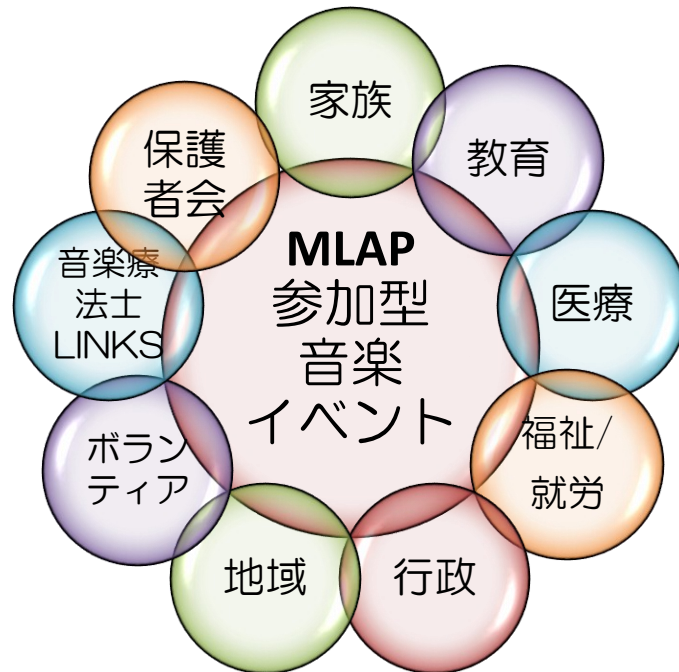 MLAP
参加型
音楽
イベント
家族
教育
医療
福祉/
就労
行政
地域
ボラン
ティア
音楽療
法士
LINKS
保護
者会